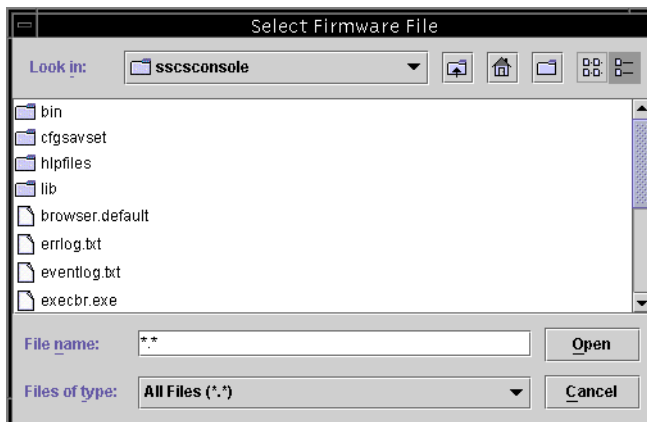 Select Firmware File
Look in: sscsconsole
bin
cfgsavset
hlpfiles
lib
browser.default
errlog.txt
eventlog.txt
execbr.exe
File name: *.* Open
Files of type: All Files (*.*) Cancel